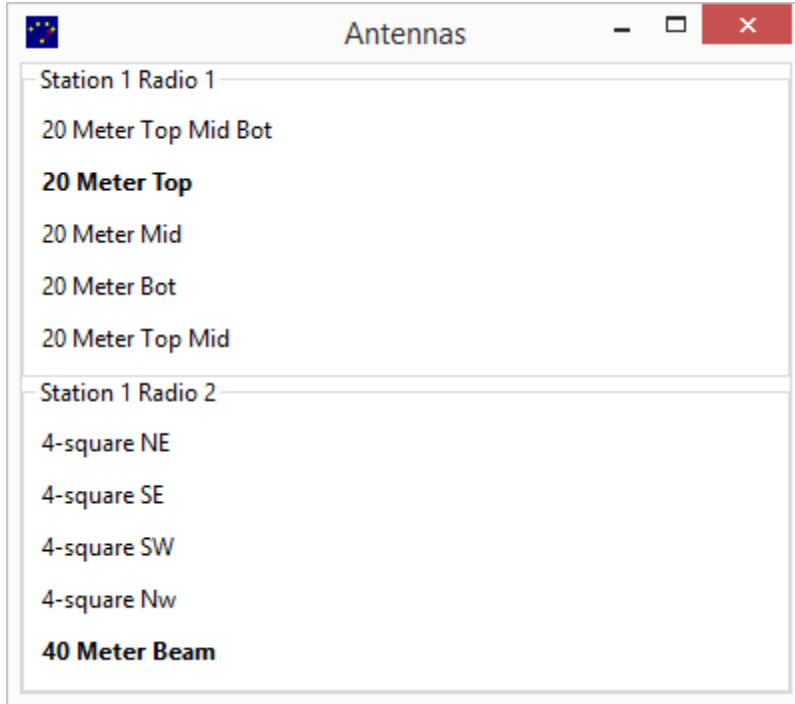 Antennas
Station 1 Radio 1
20 Meter Top Mid Bot
20 Meter Top
20 Meter Mid
20 Meter Bot
20 Meter Top Mid
Station 1 Radio 2
4-square NE
4-square SE
4-square SW
4-square Nw
40 Meter Beam